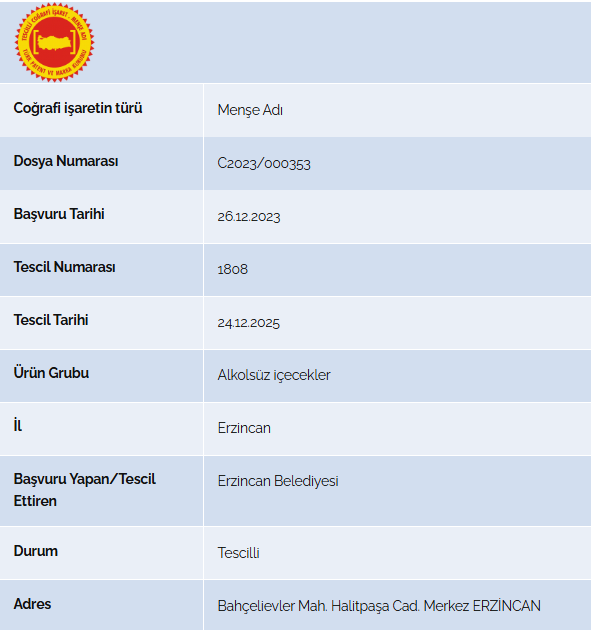 TESCİLLİ COĞRAFİ İŞARET MENŞE ADI
TÜRK PATENT VE MARKA KURUMU
Coğrafi işaretin türü
Menşe Adı
Dosya Numarası
C2023/000353
Başvuru Tarihi
26.12.2023
Tescil Numarası
1808
Tescil Tarihi
24.12.2025
Ürün Grubu
Alkolsüz içecekler
İl
Erzincan
Başvuru Yapan/Tescil
Ettiren
Erzincan Belediyesi
Durum
Tescilli
Adres
Bahçelievler Mah. Halitpaşa Cad. Merkez ERZİNCAN